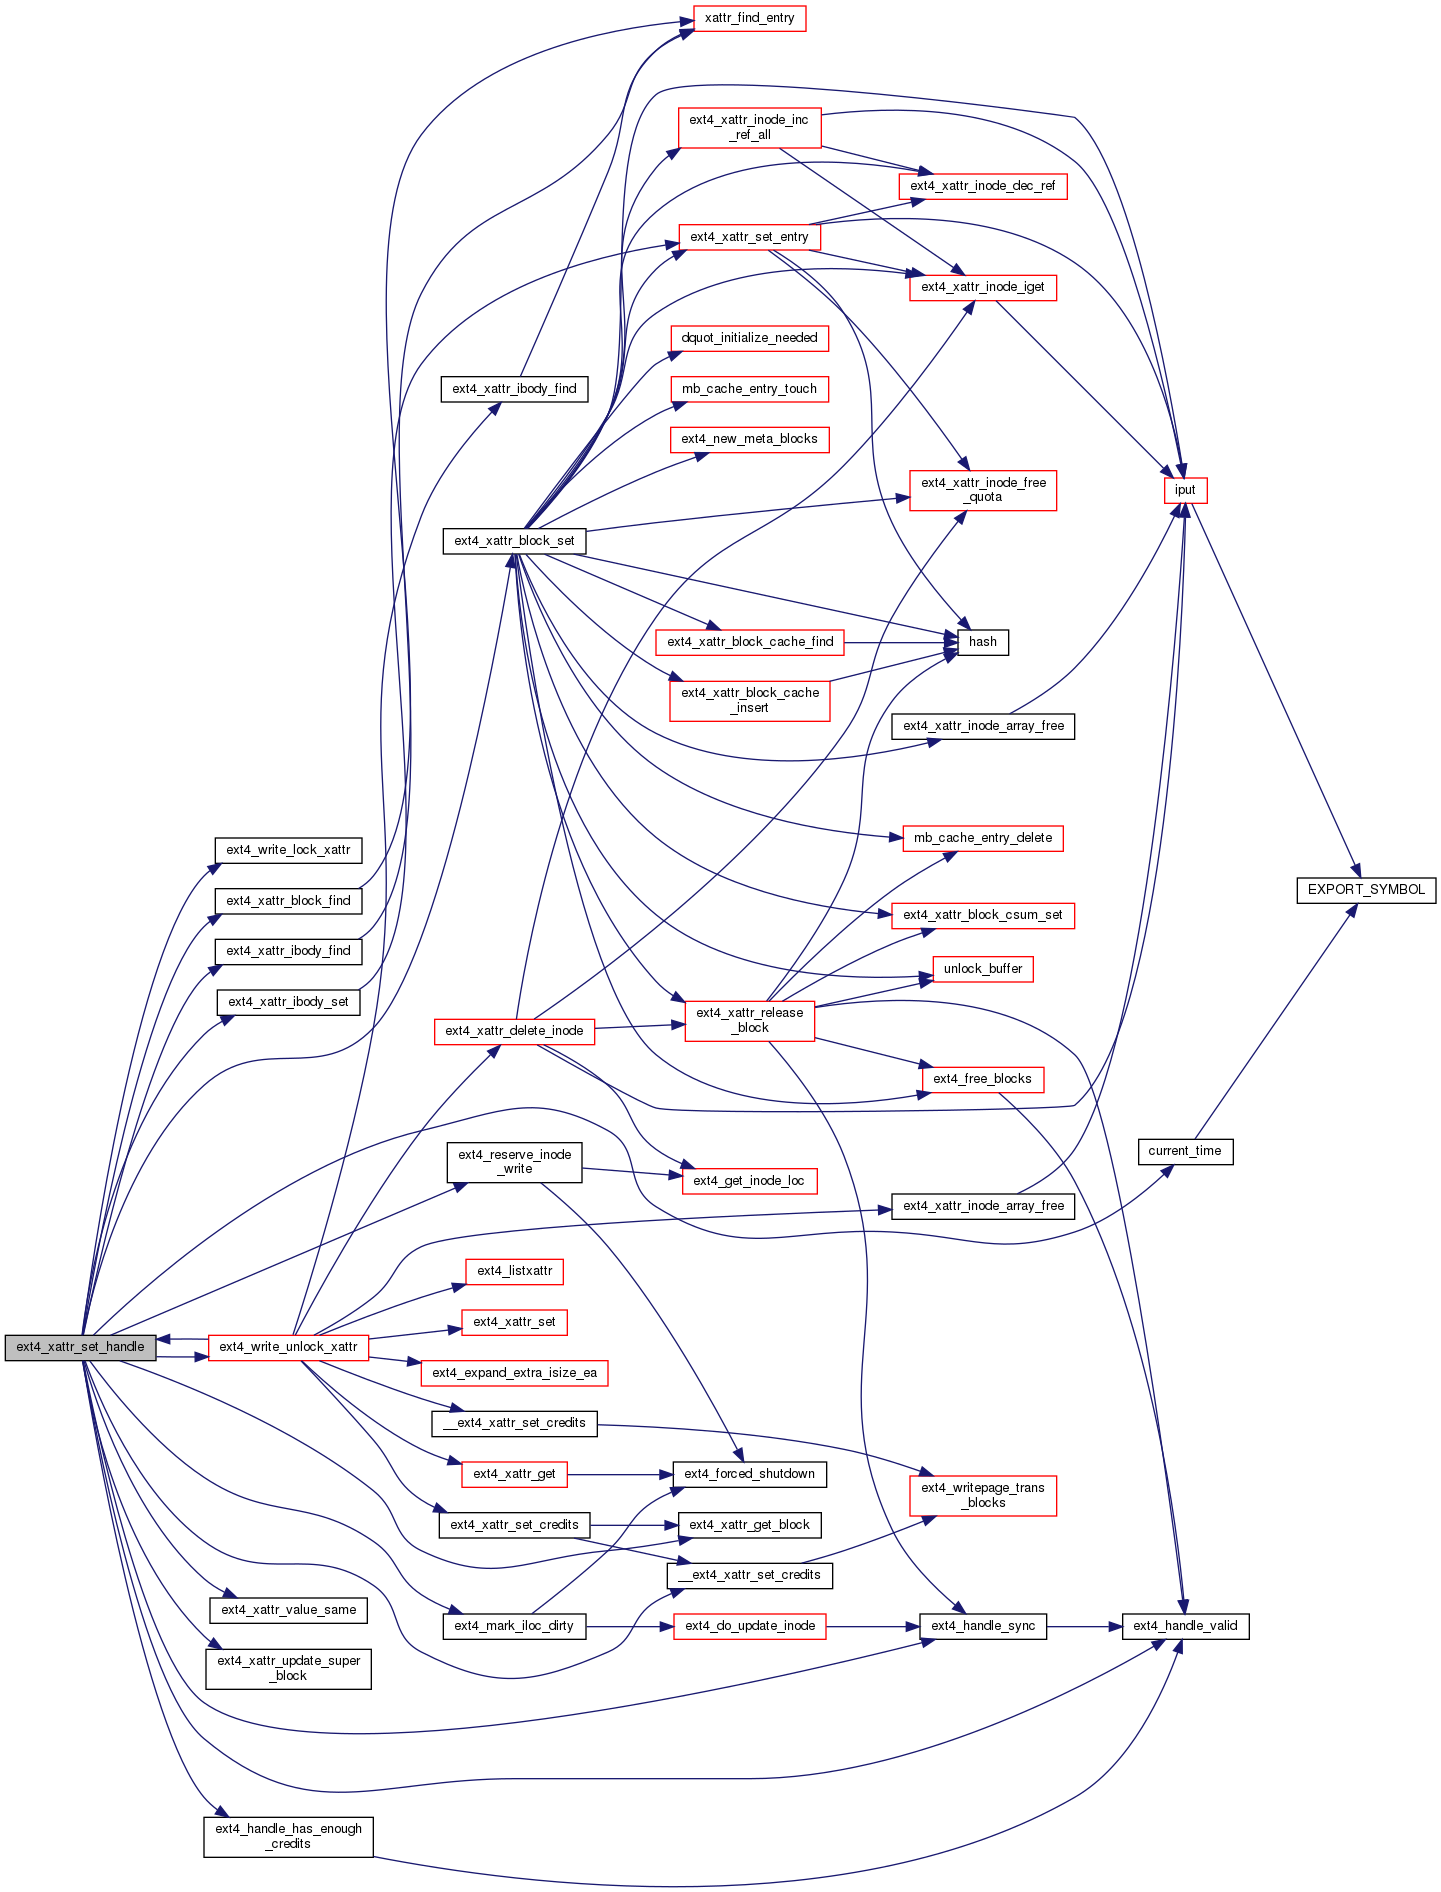 xattr_find_entry
ext4_xattr_inode_inc
_ref_all
ext4_xattr_inode_dec_ref
ext4_xattr_set_entry
ext4_xattr_inode_iget
dquot_initialize_needed
ext4_xattr_ibody_find
mb_cache_entry_touch
ext4_new_meta_blocks
ext4_xattr_inode_free
_quota
iput
ext4_xattr_block_set
ext4_xattr_block_cache_find
hash
ext4_xattr_block_cache
_insert
ext4_xattr_inode_array_free
ext4_write_lock_xattr
mb_cache_entry_delete
EXPORT_SYMBOL
ext4_xattr_block_find
ext4_xattr_block_csum_set
ext4_xattr_ibody_find
unlock_buffer
ext4_xattr_ibody_set
ext4_xattr_release
_block
ext4_xattr_delete_inode
ext4_free_blocks
current_time
ext4_reserve_inode
_write
ext4_get_inode_loc
ext4_xattr_inode_array_free
ext4_listxattr
ext4_xattr_set
ext4_xattr_set_handle
ext4_write_unlock_xattr
ext4_expand_extra_isize_ea
__ext4_xattr_set_credits
ext4_xattr_get
ext4_forced_shutdown
ext4_writepage_trans
_blocks
ext4_xattr_set_credits
ext4_xattr_get_block
__ext4_xattr_set_credits
ext4_xattr_value_same
ext4_mark_iloc_dirty
ext4_do_update_inode
ext4_handle_sync
ext4_handle_valid
ext4_xattr_update_super
_block
ext4_handle_has_enough
_credits